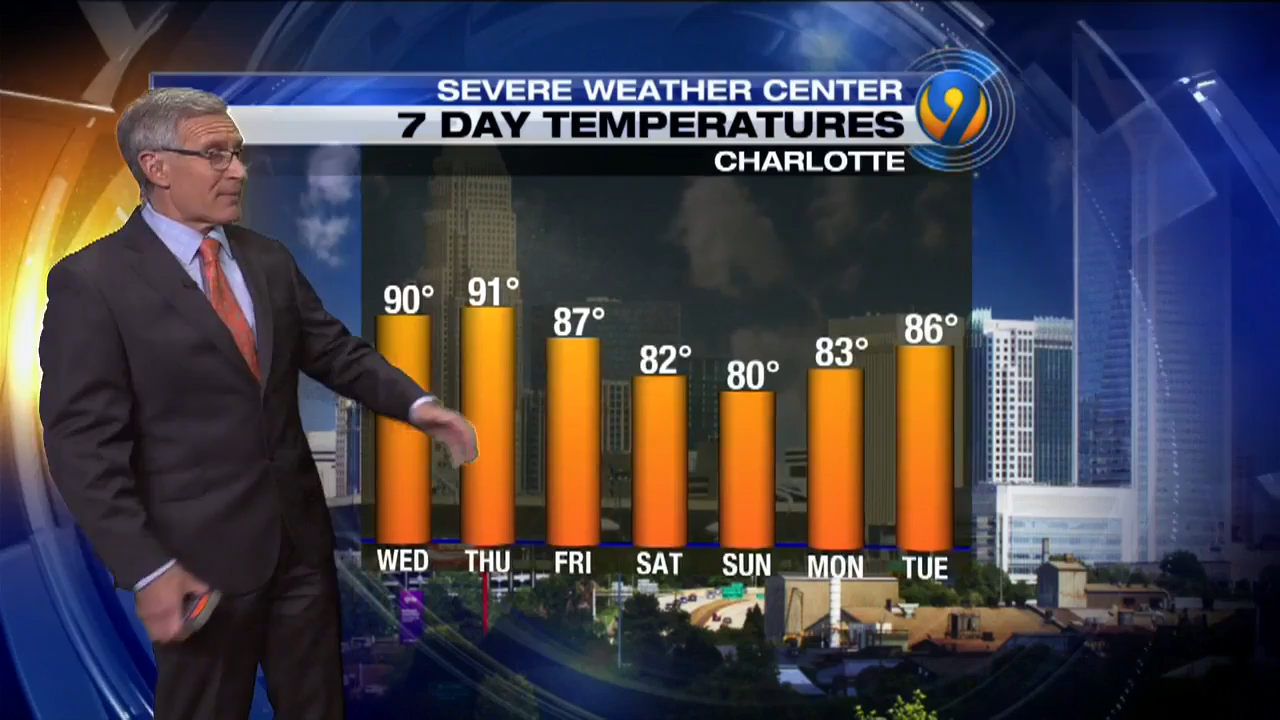 SEVERE WEATHER CENTER
9
7 DAY TEMPERATURES
CHARLOTTE
90° 91° 87° 82° 80° 83° 86°
WED THU FRI SAT SUN MON TUE